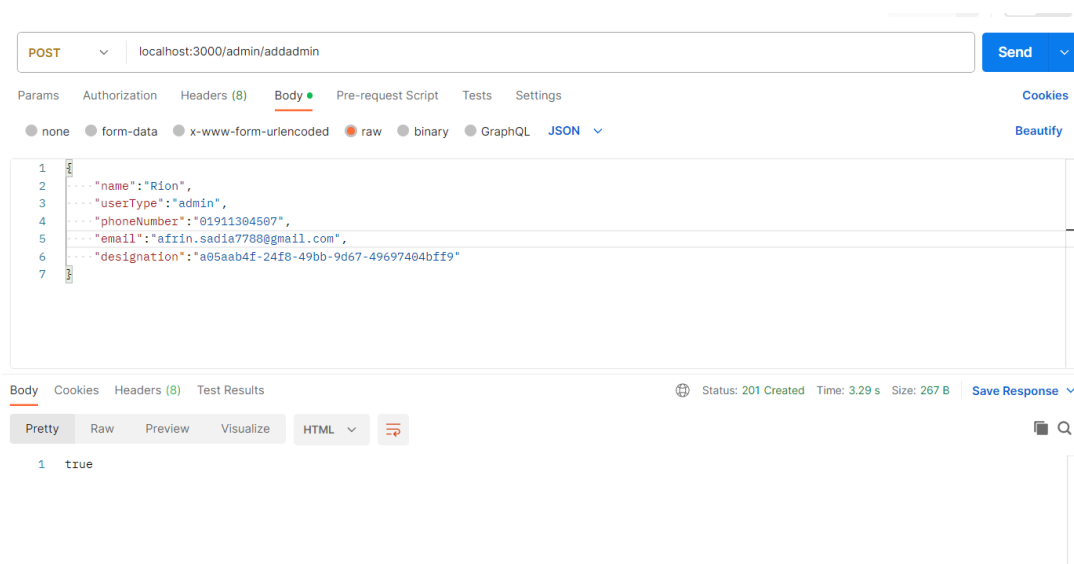 POST localhost:3000/admin/addadmin Send
Params Authorization Headers (8) Body Pre-request Script Tests Settings Cookies
none form-data x-www-form-urlencoded raw binary GraphQL JSON Beautify
1 {
2 "name":"Rion",
3 "userType":"admin",
4 "phoneNumber":"01911304507",
5 "email":"afrin.sadia7788@gmail.com",
6 "designation":"a05aab4f-24f8-49bb-9d67-49697404bff9"
7 }
Body Cookies Headers (8) Test Results Status: 201 Created Time: 3.29 s Size: 267 B Save Response
Pretty Raw Preview Visualize HTML
1 true